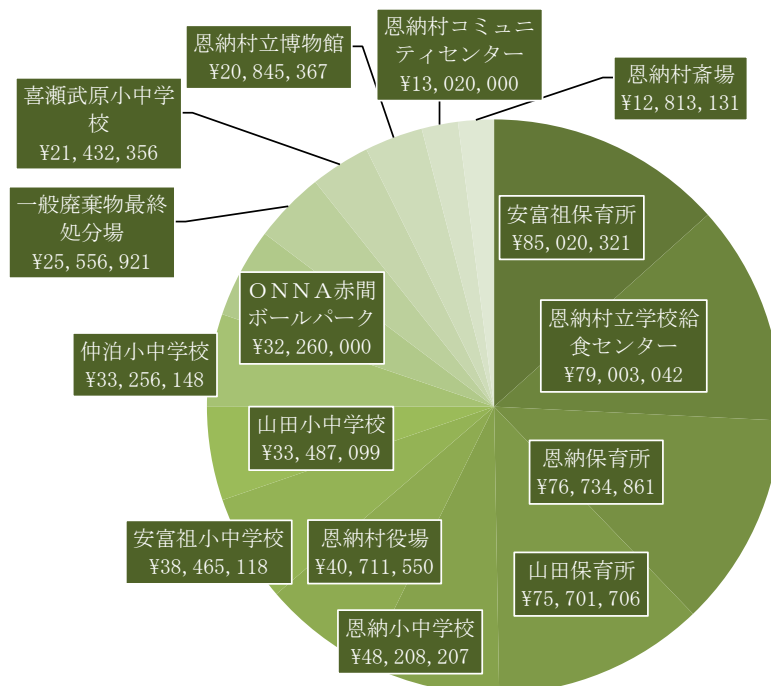 恩納村コミュニ
ティセンター
¥13,020,000
恩納村立博物館
¥20,845,367
恩納村斎場
¥12,813,131
喜瀬武原小中学
校
¥21,432,356
一般廃棄物最終
処分場
¥25,556,921
安富祖保育所
¥85,020,321
ONNA赤間
ボールパーク
¥32,260,000
恩納村立学校給
食センター
¥79,003,042
仲泊小中学校
¥33,256,148
山田小中学校
¥33,487,099
恩納保育所
¥76,734,861
安富祖小中学校
¥38,465,118
恩納村役場
¥40,711,550
山田保育所
¥75,701,706
恩納小中学校
¥48,208,207